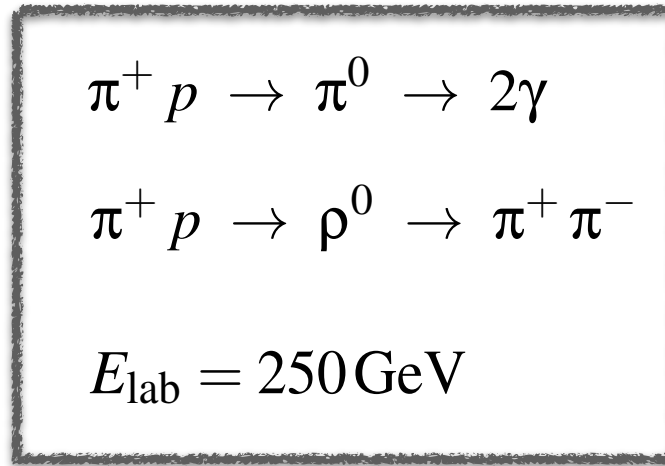 π⁺ p → π⁰ → 2γ
π⁺ p → ρ⁰ → π⁺ π⁻
E_lab = 250 GeV